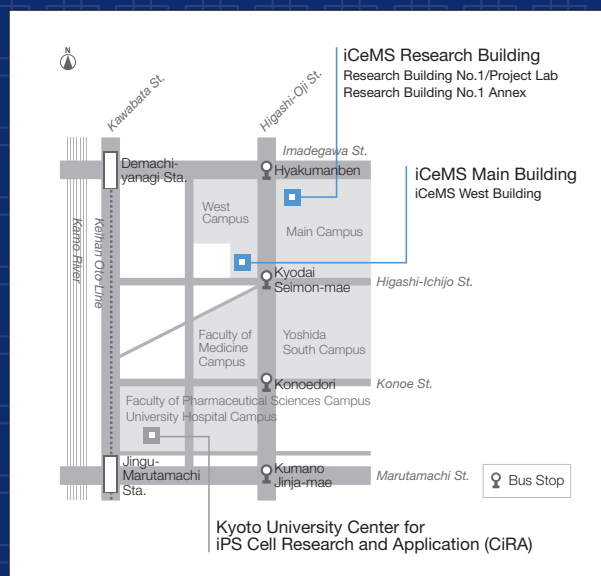 N
Kawabata St.
Higashi-Oji St.
iCeMS Research Building
Research Building No.1/Project Lab
Research Building No.1 Annex
Imadegawa St.
Demachi-
yanagi Sta.
Hyakumanben
iCeMS Main Building
iCeMS West Building
West
Campus
Main Campus
Kamo River
Keihan Oto Line
Kyodai
Seimon-mae
Higashi-Ichijo St.
Faculty of
Medicine
Campus
Yoshida
South Campus
Konoedori
Konoe St.
Faculty of Pharmaceutical Sciences Campus
University Hospital Campus
Jingu-
Marutamachi
Sta.
Kumano
Jinja-mae
Marutamachi St.
Bus Stop
Kyoto University Center for
iPS Cell Research and Application (CiRA)